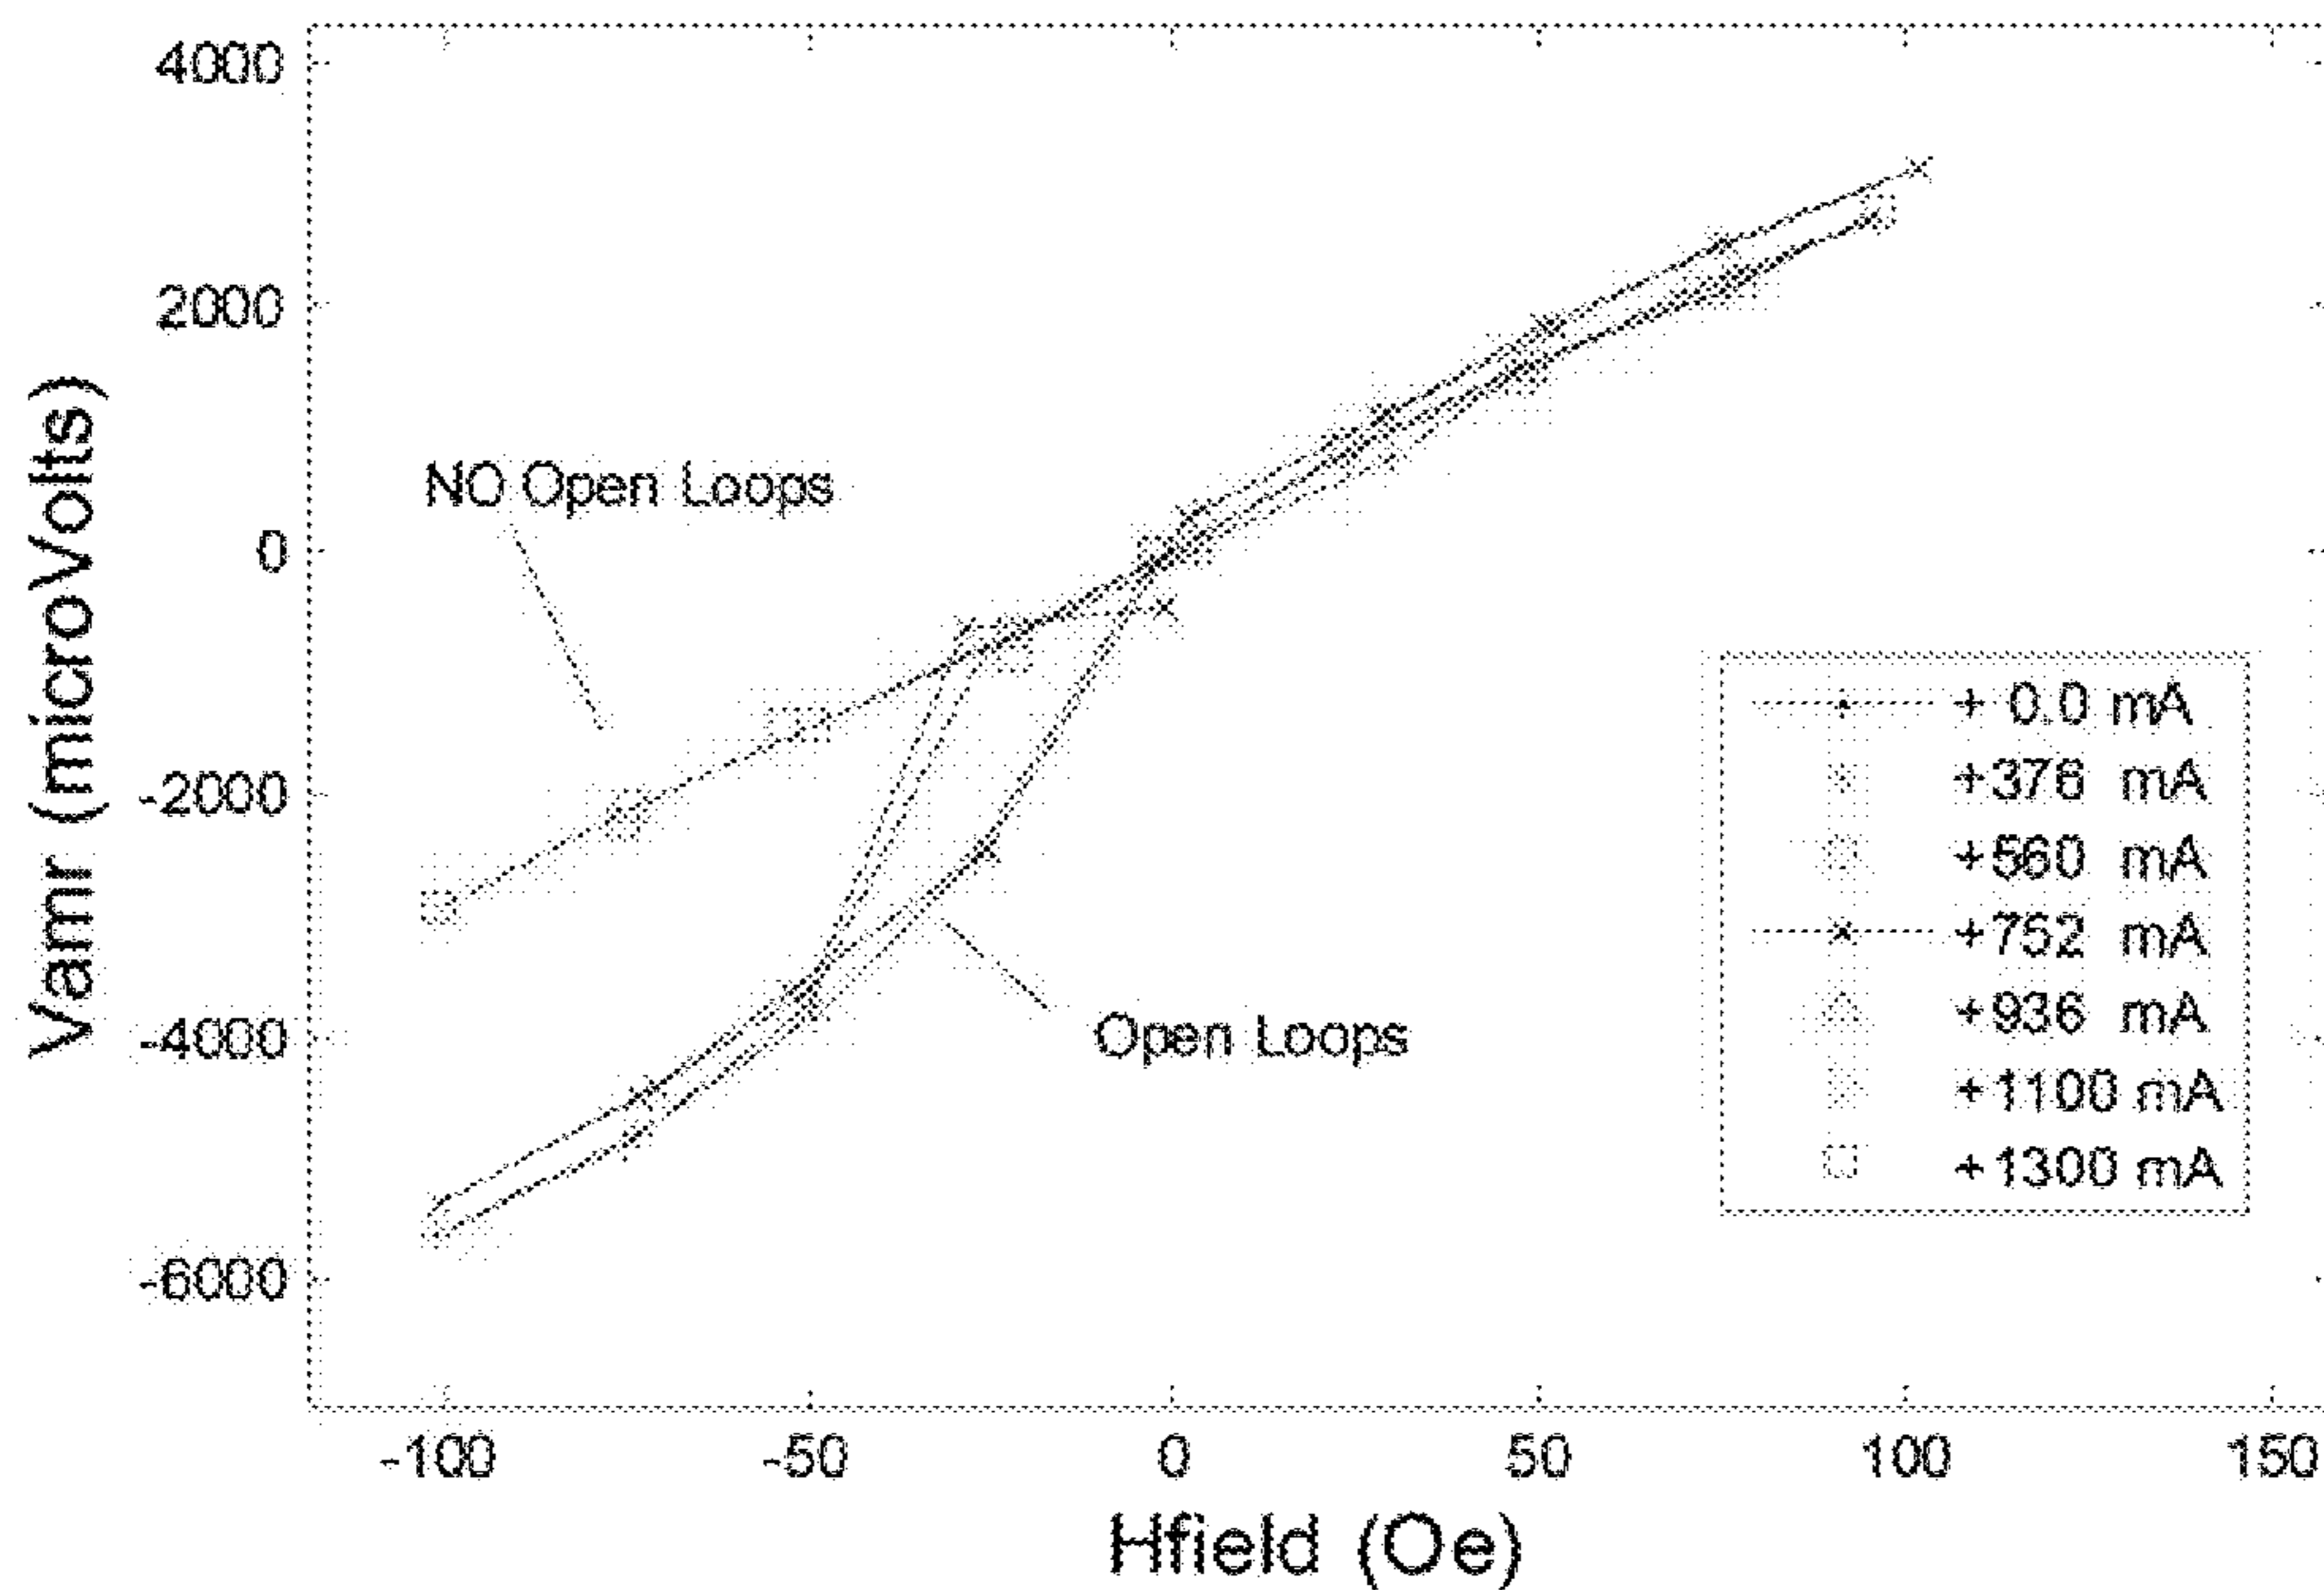 4000
2000
0
-2000
-4000
-6000
Vamr (microVolts)
NO Open Loops
Open Loops
+ 0.0 mA
+376 mA
+560 mA
+752 mA
+936 mA
+1100 mA
+1300 mA
-100 -50 0 50 100 150
Hfield (Oe)